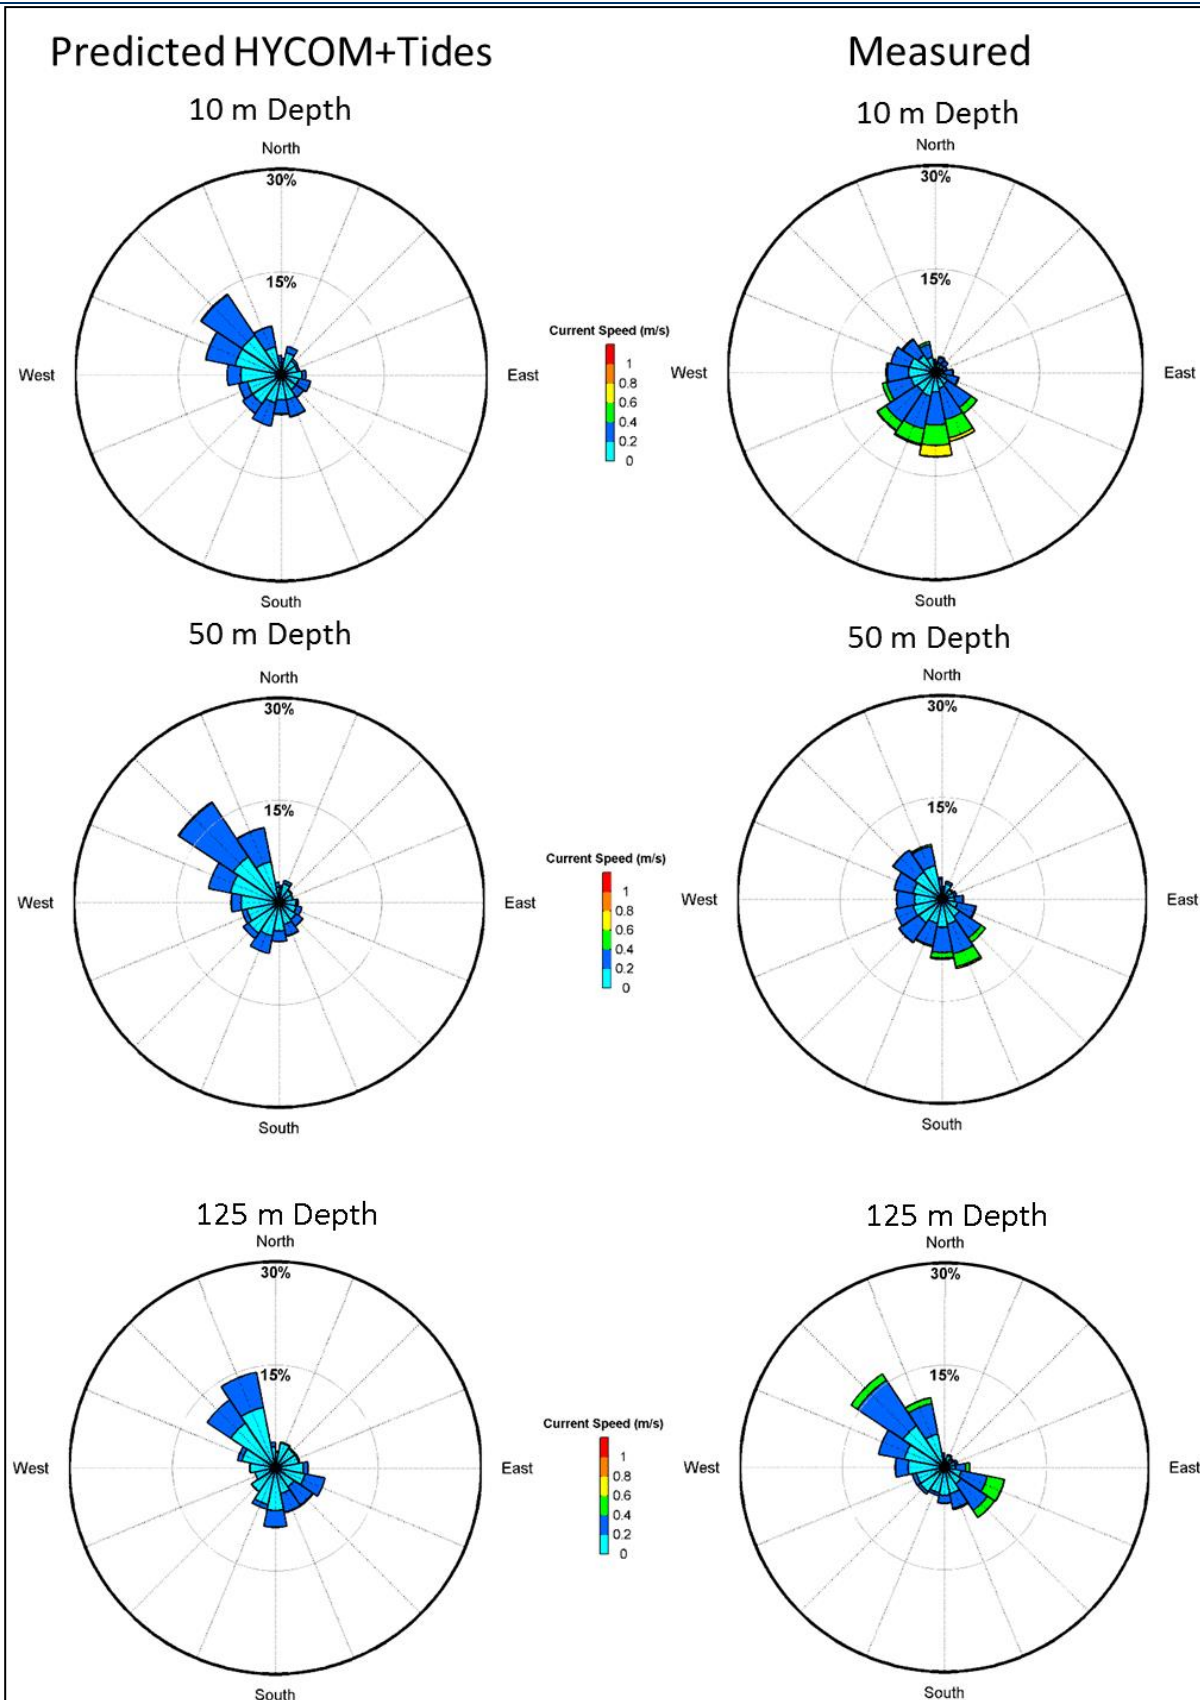 Predicted HYCOM+Tides
Measured
10 m Depth
10 m Depth
North
North
30%
30%
15%
15%
Current Speed (m/s)
1
0.8
0.6
0.4
0.2
0
West
East
West
East
South
South
50 m Depth
50 m Depth
North
North
30%
30%
15%
15%
Current Speed (m/s)
1
0.8
0.6
0.4
0.2
0
West
East
West
East
South
South
125 m Depth
125 m Depth
North
North
30%
30%
15%
15%
Current Speed (m/s)
1
0.8
0.6
0.4
0.2
0
West
East
West
East
South
South